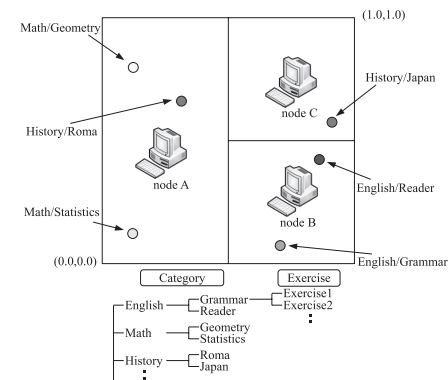 (1.0,1.0)
Math/Geometry
History/Japan
History/Roma
node C
node A
English/Reader
Math/Statistics
node B
English/Grammar
(0.0,0.0)
Category
Exercise
English
Grammar
Exercise1
Reader
Exercise2
Math
Geometry
Statistics
History
Roma
Japan